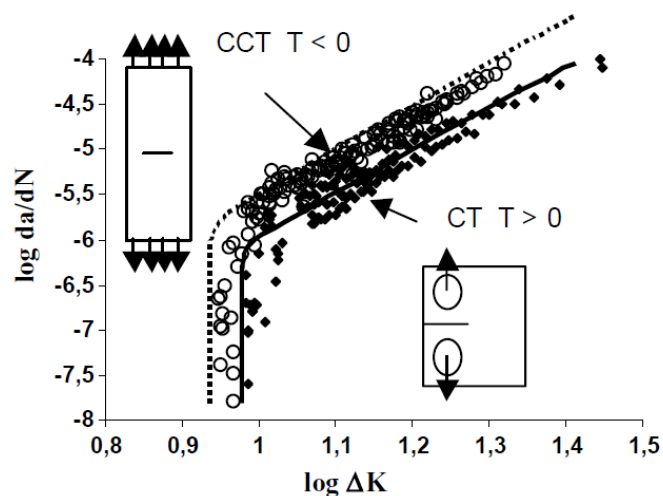 CCT T < 0
CT T > 0
log da/dN
-4
-4,5
-5
-5,5
-6
-6,5
-7
-7,5
-8
0,8 0,9 1 1,1 1,2 1,3 1,4 1,5
log ΔK